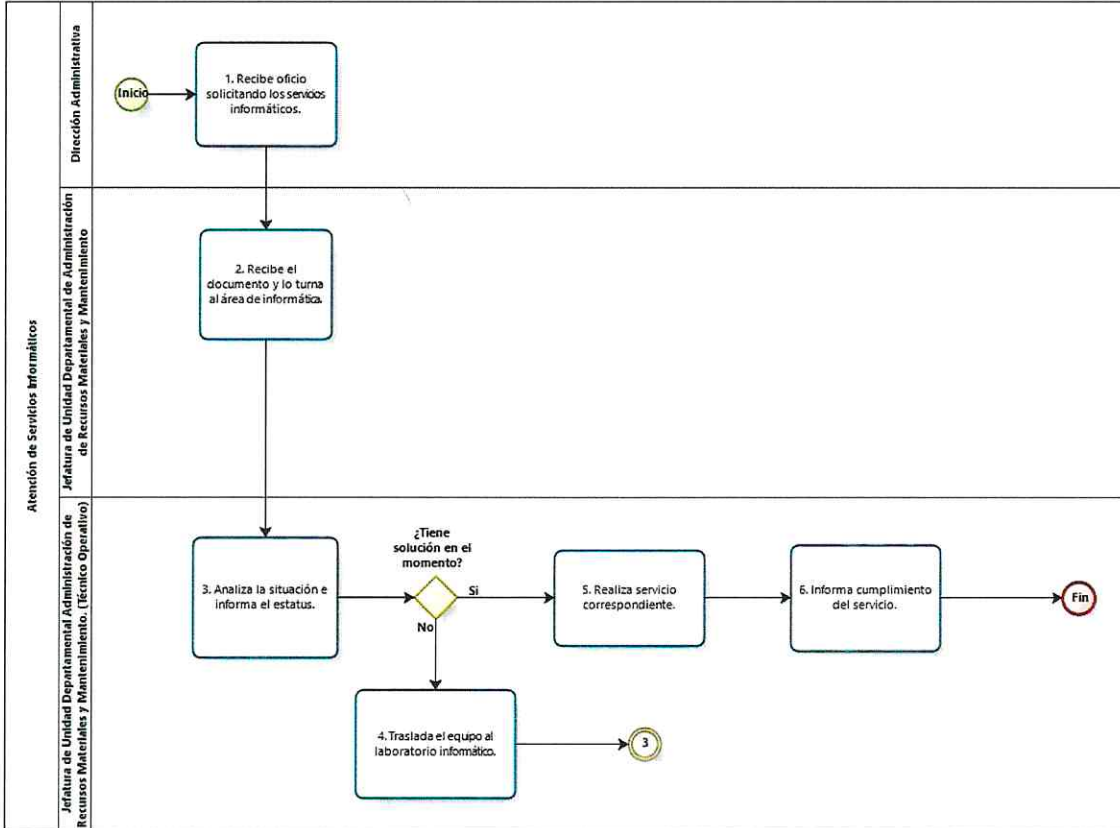 Atención de Servicios Informáticos
Dirección Administrativa
Inicio
1. Recibe oficio
solicitando los servicios
informáticos.
Jefatura de Unidad Departamental de Administración
de Recursos Materiales y Mantenimiento
2. Recibe el
documento y lo turna
al área de informática.
Jefatura de Unidad Departamental Administración de
Recursos Materiales y Mantenimiento. (Técnico Operativo)
3. Analiza la situación e
informa el estatus.
¿Tiene
solución en el
momento?
Si
No
5. Realiza servicio
correspondiente.
6. Informa cumplimiento
del servicio.
Fin
4. Traslada el equipo al
laboratorio informático.
3